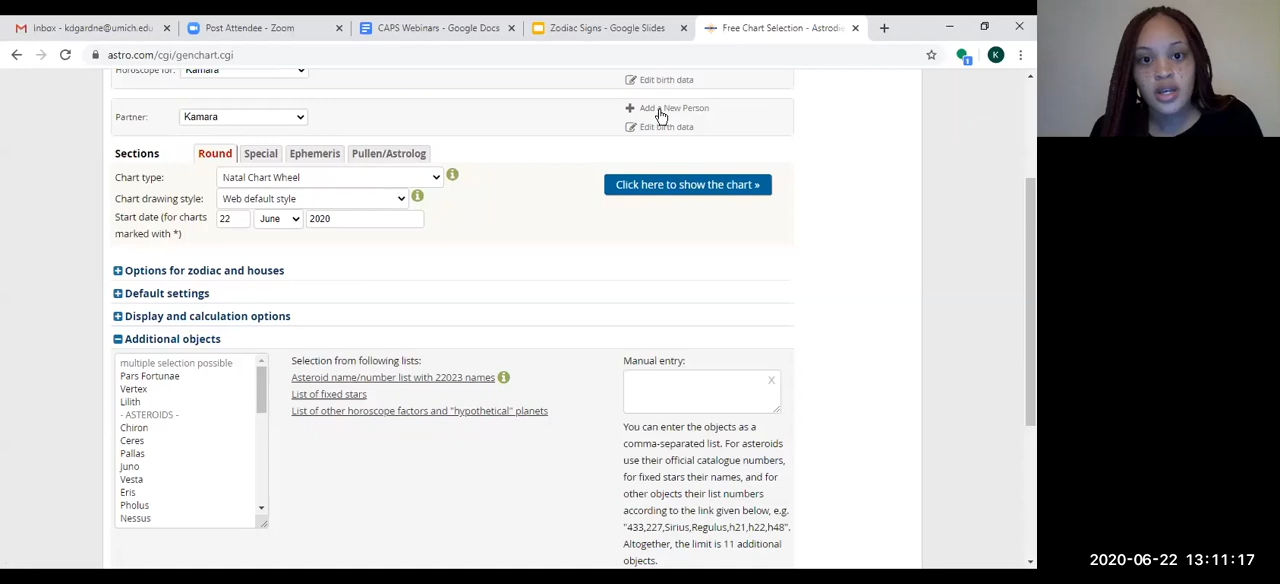 Inbox - kdgardne@umich.edu
Post Attendee - Zoom
CAPS Webinars - Google Docs
Zodiac Signs - Google Slides
Free Chart Selection - Astrodie
astro.com/cgi/genchart.cgi
K
Horoscope for: Kamara
Edit birth data
Partner: Kamara
Add a New Person
Edit birth data
Sections Round Special Ephemeris Pullen/Astrolog
Chart type: Natal Chart Wheel
Click here to show the chart »
Chart drawing style: Web default style
Start date (for charts 22 June 2020
marked with *)
Options for zodiac and houses
Default settings
Display and calculation options
Additional objects
multiple selection possible
Pars Fortunae
Vertex
Lilith
- ASTEROIDS -
Chiron
Ceres
Pallas
Juno
Vesta
Eris
Pholus
Nessus
Selection from following lists:
Asteroid name/number list with 22023 names
List of fixed stars
List of other horoscope factors and "hypothetical" planets
Manual entry:
X
You can enter the objects as a
comma-separated list. For asteroids
use their official catalogue numbers,
for fixed stars their names, and for
other objects their list numbers
according to the link given below, e.g.
"433,227,Sirius,Regulus,h21,h22,h48".
Altogether, the limit is 11 additional
objects.
2020-06-22 13:11:17